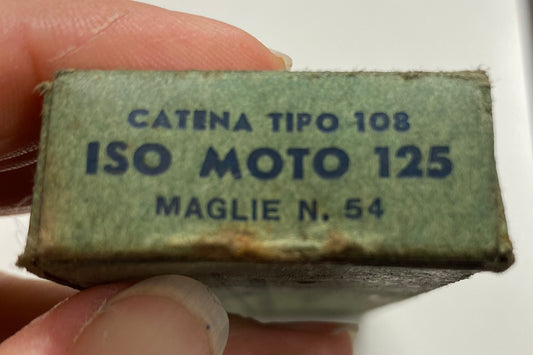 CATENA TIPO 108
ISO MOTO 125
MAGLIE N. 54